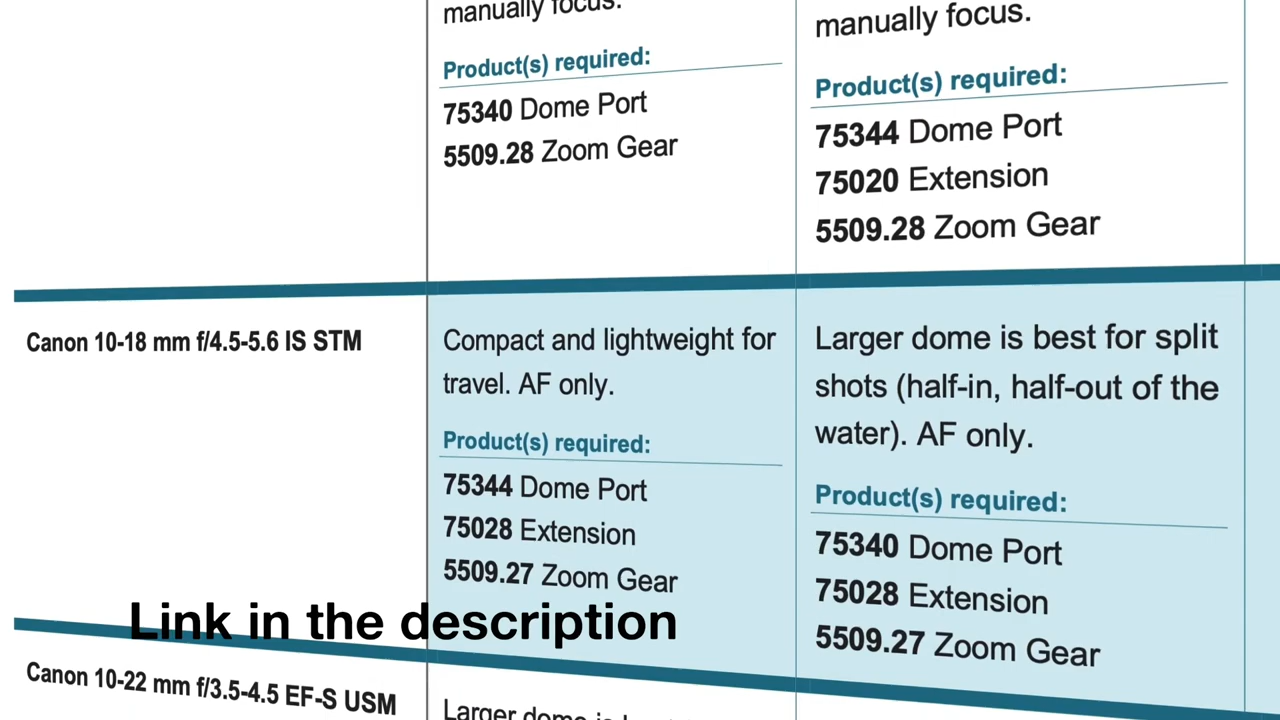 manually focus.
Product(s) required:
75340 Dome Port
5509.28 Zoom Gear
manually focus.
Product(s) required:
75344 Dome Port
75020 Extension
5509.28 Zoom Gear
Canon 10-18 mm f/4.5-5.6 IS STM
Compact and lightweight for
travel. AF only.
Product(s) required:
75344 Dome Port
75028 Extension
5509.27 Zoom Gear
Larger dome is best for split
shots (half-in, half-out of the
water). AF only.
Product(s) required:
75340 Dome Port
75028 Extension
5509.27 Zoom Gear
Link in the description
Canon 10-22 mm f/3.5-4.5 EF-S USM
Larger dome is